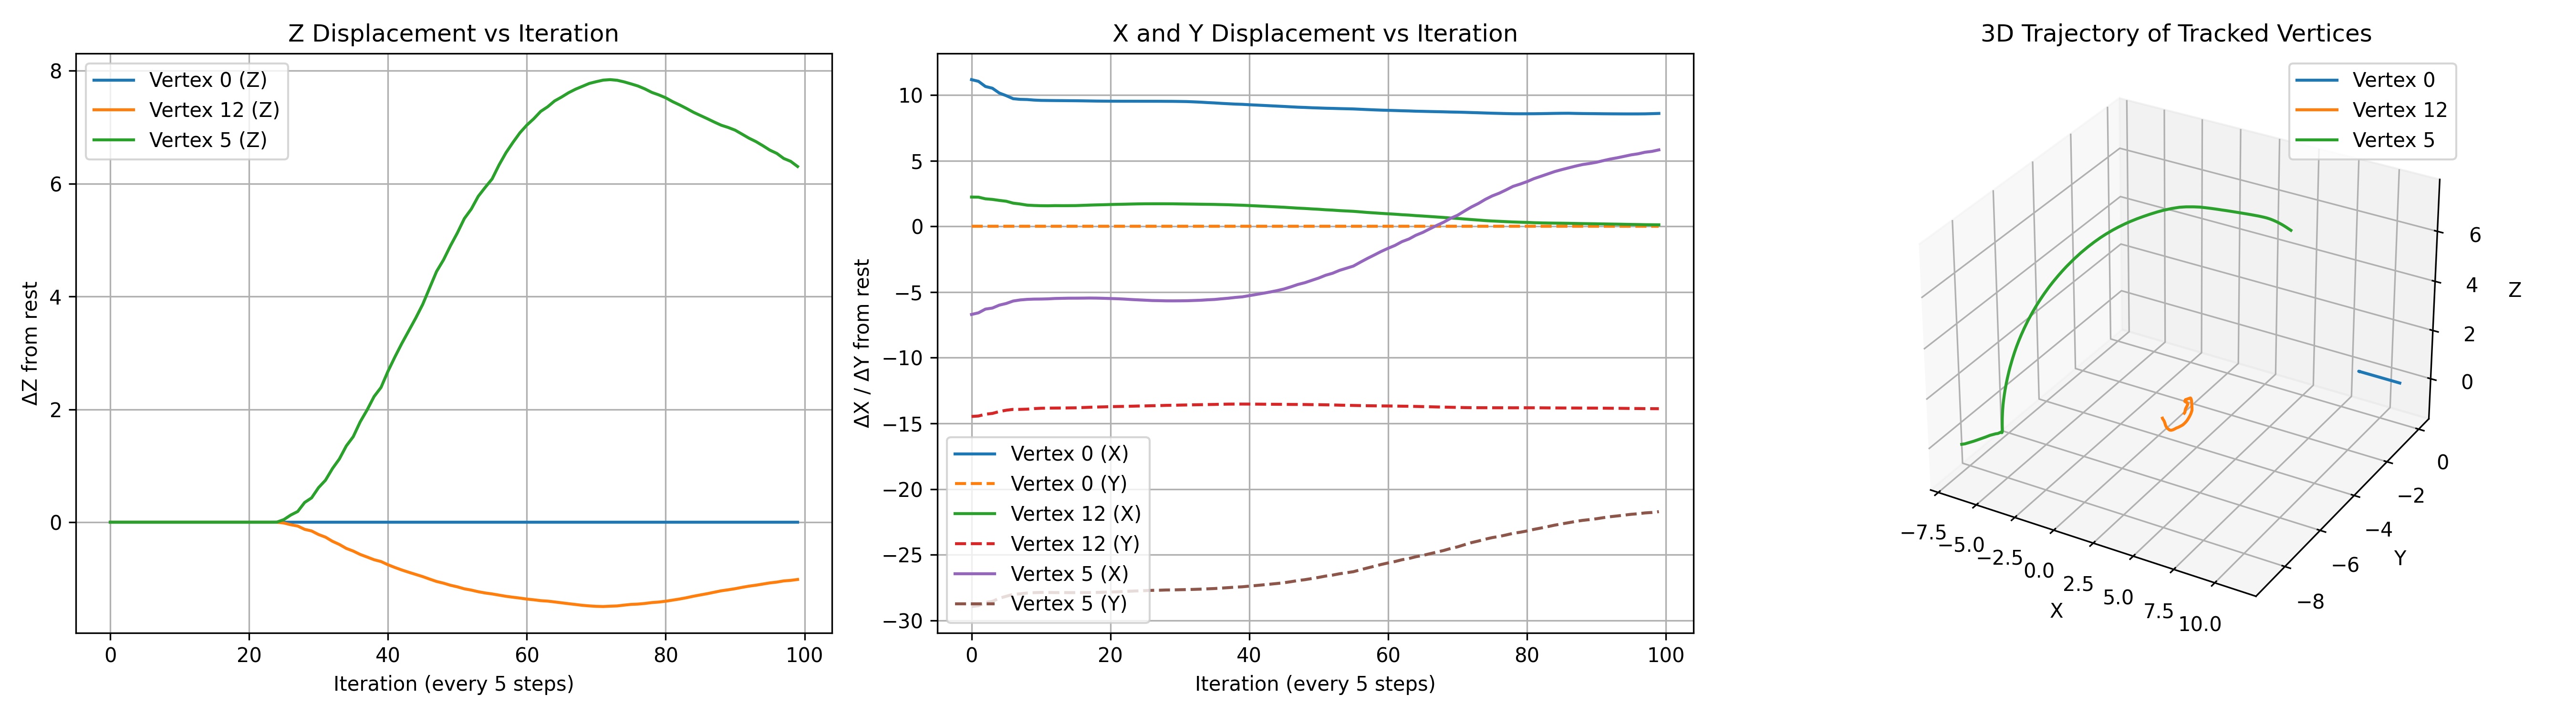 Z Displacement vs Iteration
Vertex 0 (Z)
Vertex 12 (Z)
Vertex 5 (Z)
ΔZ from rest
8
6
4
2
0
0 20 40 60 80 100
Iteration (every 5 steps)
X and Y Displacement vs Iteration
ΔX / ΔY from rest
10
5
0
−5
−10
−15
−20
−25
−30
Vertex 0 (X)
Vertex 0 (Y)
Vertex 12 (X)
Vertex 12 (Y)
Vertex 5 (X)
Vertex 5 (Y)
0 20 40 60 80 100
Iteration (every 5 steps)
3D Trajectory of Tracked Vertices
Vertex 0
Vertex 12
Vertex 5
6
4
2
0
Z
0
−2
−4
−6
−8
Y
−7.5
−5.0
−2.5
0.0
2.5
5.0
7.5
10.0
X